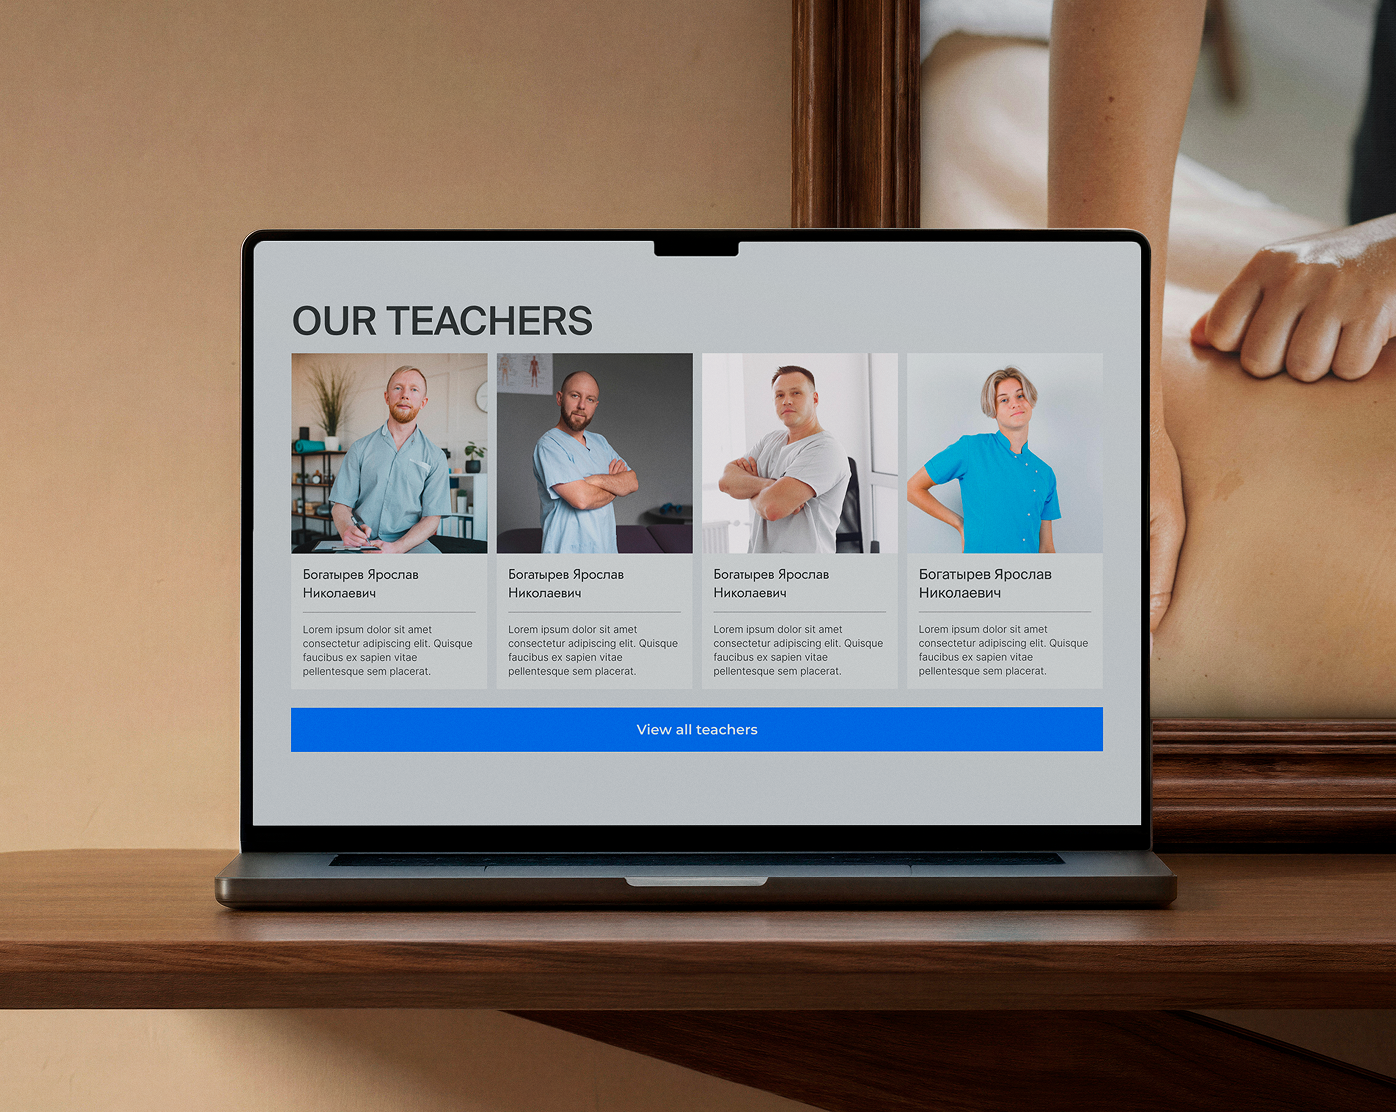 OUR TEACHERS
Богатырев Ярослав
Николаевич
Lorem ipsum dolor sit amet
consectetur adipiscing elit. Quisque
faucibus ex sapien vitae
pellentesque sem placerat.
Богатырев Ярослав
Николаевич
Lorem ipsum dolor sit amet
consectetur adipiscing elit. Quisque
faucibus ex sapien vitae
pellentesque sem placerat.
Богатырев Ярослав
Николаевич
Lorem ipsum dolor sit amet
consectetur adipiscing elit. Quisque
faucibus ex sapien vitae
pellentesque sem placerat.
Богатырев Ярослав
Николаевич
Lorem ipsum dolor sit amet
consectetur adipiscing elit. Quisque
faucibus ex sapien vitae
pellentesque sem placerat.
View all teachers